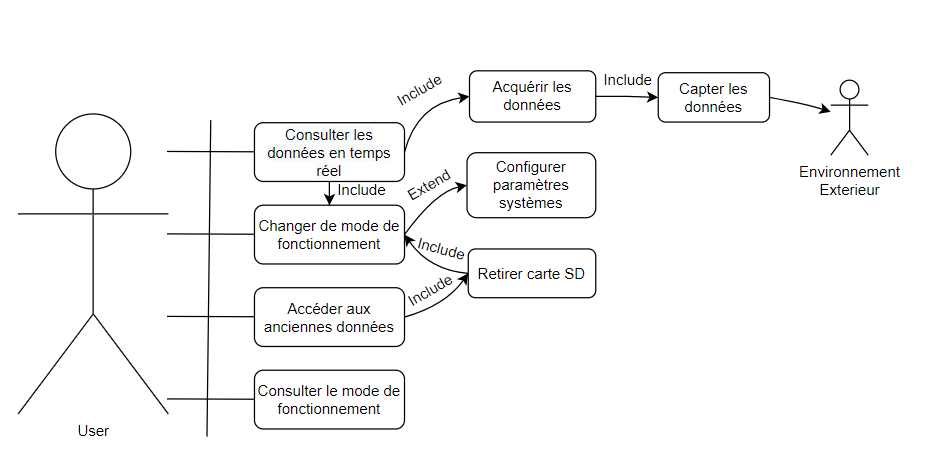 Include
Acquérir les
données
Include
Capter les
données
Consulter les
données en temps
réel
Environnement
Exterieur
Include
Extend
Configurer
paramètres
systèmes
Changer de mode de
fonctionnement
Include
Retirer carte SD
Include
Accéder aux
anciennes données
Consulter le mode de
fonctionnement
User